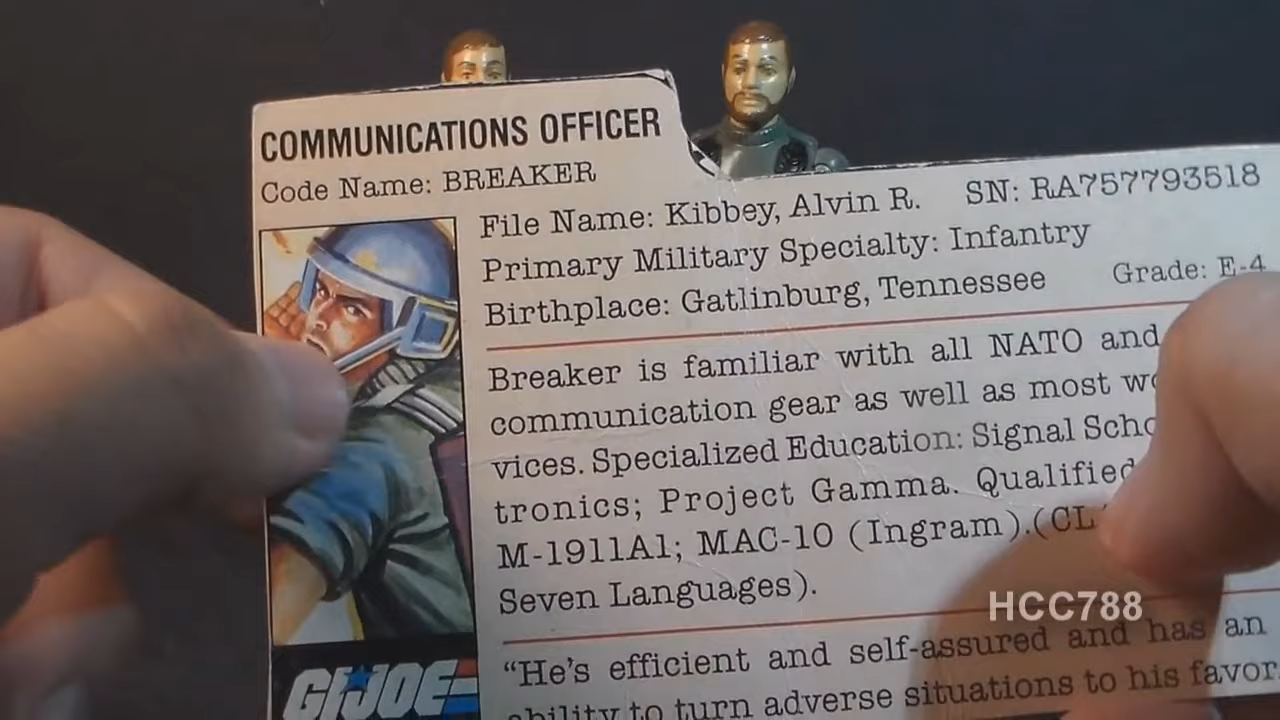 COMMUNICATIONS OFFICER
Code Name: BREAKER
File Name: Kibbey, Alvin R. SN: RA757793518
Primary Military Specialty: Infantry
Birthplace: Gatlinburg, Tennessee Grade: E-4
Breaker is familiar with all NATO and
communication gear as well as most
vices. Specialized Education: Signal
tronics; Project Gamma. Qualified
M-1911A1; MAC-10 (Ingram).(CL
Seven Languages).
"He's efficient and self-assured and has an
ability to turn adverse situations to his favor.
GI JOE
HCC788